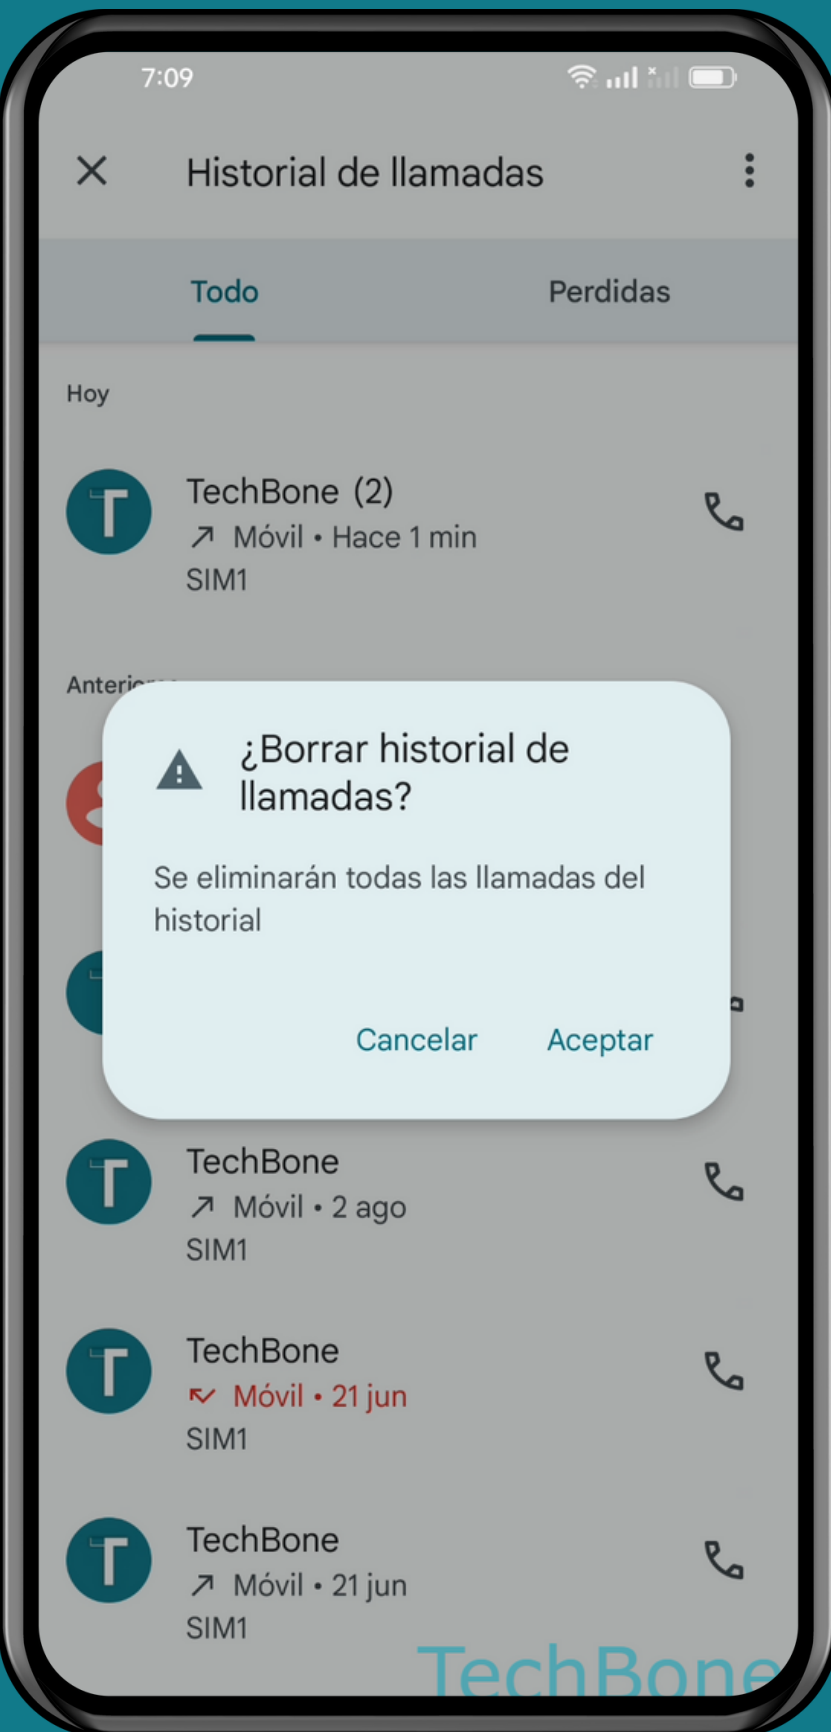 7:09
Historial de llamadas
Todo
Perdidas
Hoy
TechBone (2)
Móvil • Hace 1 min
SIM1
¿Borrar historial de
llamadas?
Se eliminarán todas las llamadas del
historial
Cancelar
Aceptar
TechBone
Móvil • 2 ago
SIM1
TechBone
Móvil • 21 jun
SIM1
TechBone
Móvil • 21 jun
SIM1
TechBone